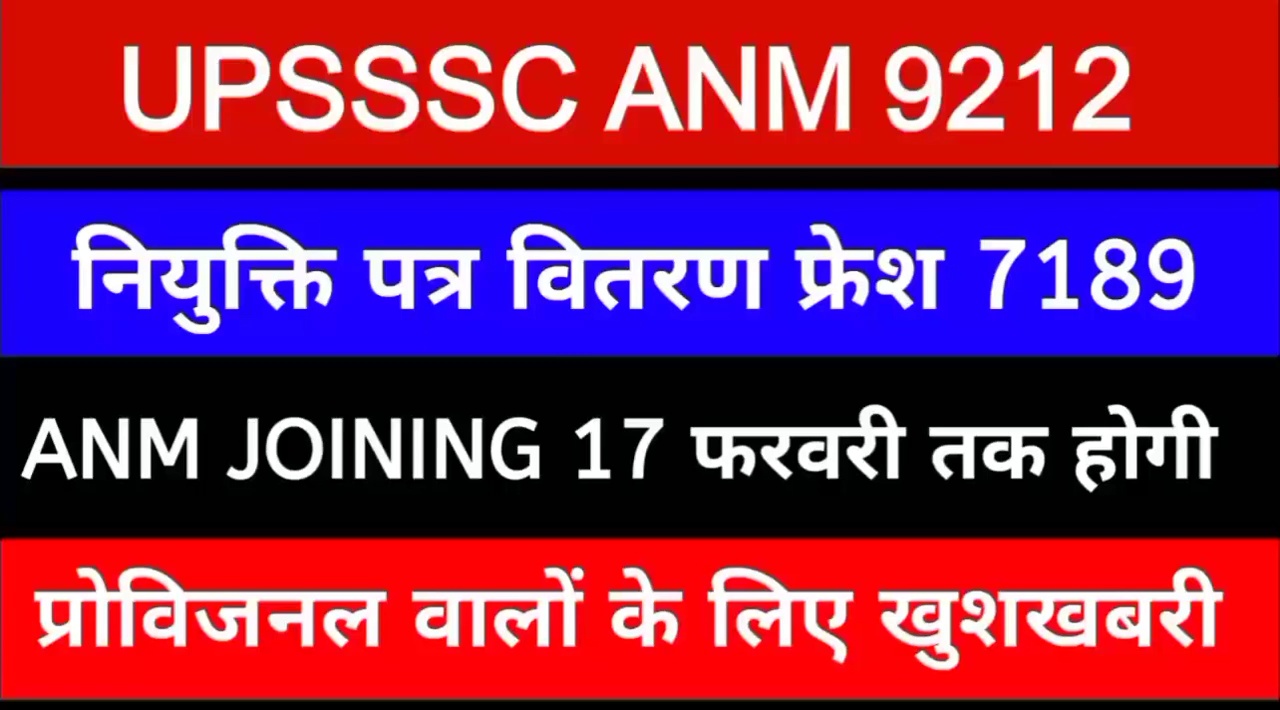 UPSSSC ANM 9212
नियुक्ति पत्र वितरण फ्रेश 7189
ANM JOINING 17 फरवरी तक होगी
प्रोविजनल वालों के लिए खुशखबरी